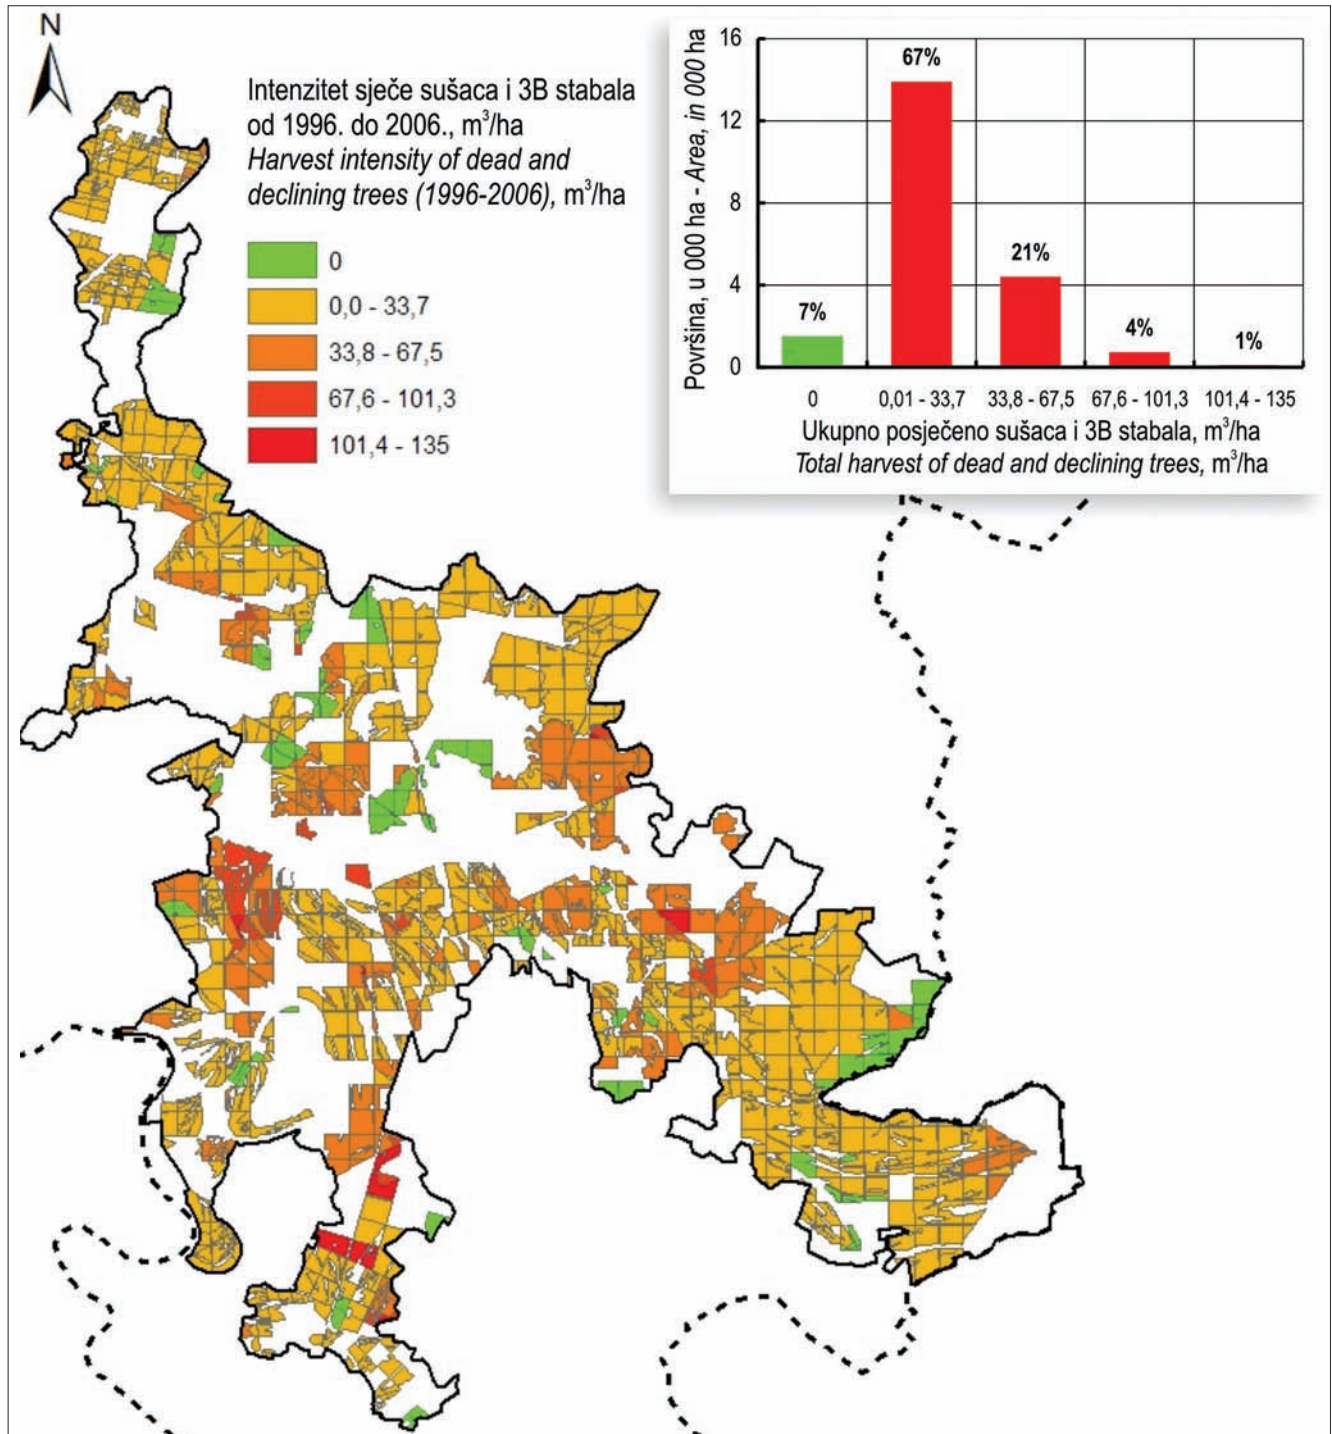 N
Intenzitet sječe sušaca i 3B stabala
od 1996. do 2006., m³/ha
Harvest intensity of dead and
declining trees (1996-2006), m³/ha
0
0,0 - 33,7
33,8 - 67,5
67,6 - 101,3
101,4 - 135
Površina, u 000 ha - Area, in 000 ha
16
12
8
4
0
7%
67%
21%
4%
1%
0
0,01 - 33,7
33,8 - 67,5
67,6 - 101,3
101,4 - 135
Ukupno posječeno sušaca i 3B stabala, m³/ha
Total harvest of dead and declining trees, m³/ha